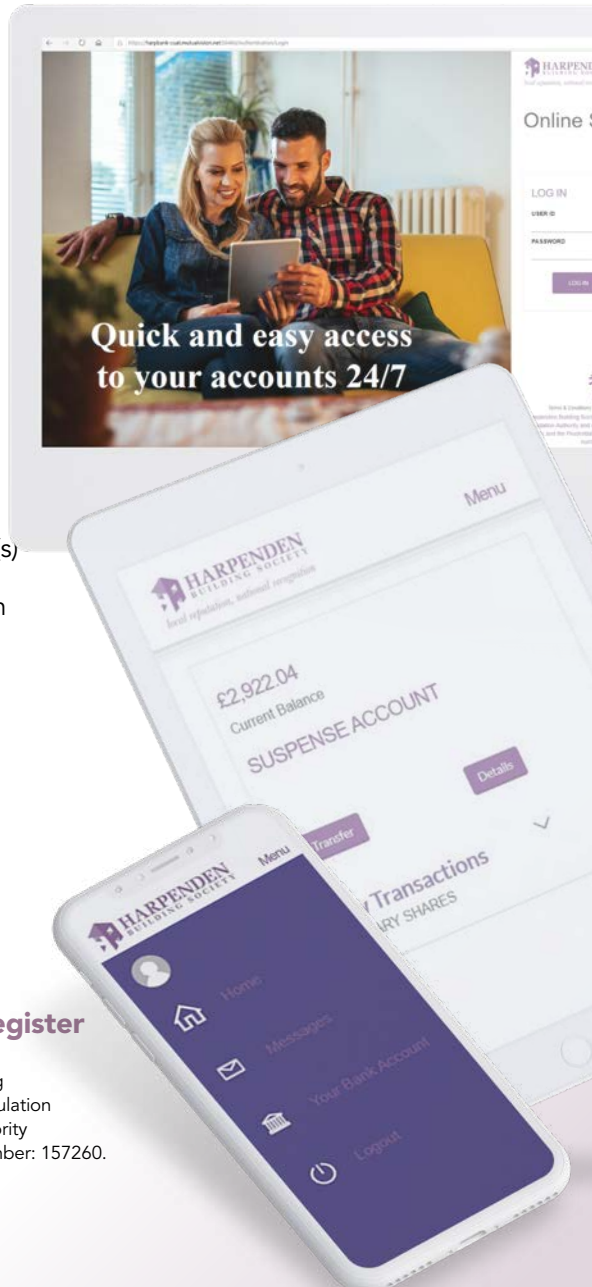 HARPENDEN
BUILDING SOCIETY
Online S
LOG IN
USER ID
PASSWORD
LOG IN
Quick and easy access
to your accounts 24/7
s)
HARPENDEN
BUILDING SOCIETY
local reputation, national recognition
Menu
£2,922.04
Current Balance
SUSPENSE ACCOUNT
Details
Transfer
y Transactions
ARY SHARES
HARPENDEN
BUILDING SOCIETY
Menu
Home
Messages
Your Bank Account
Logout
egister
g
ulation
ority
mber: 157260.